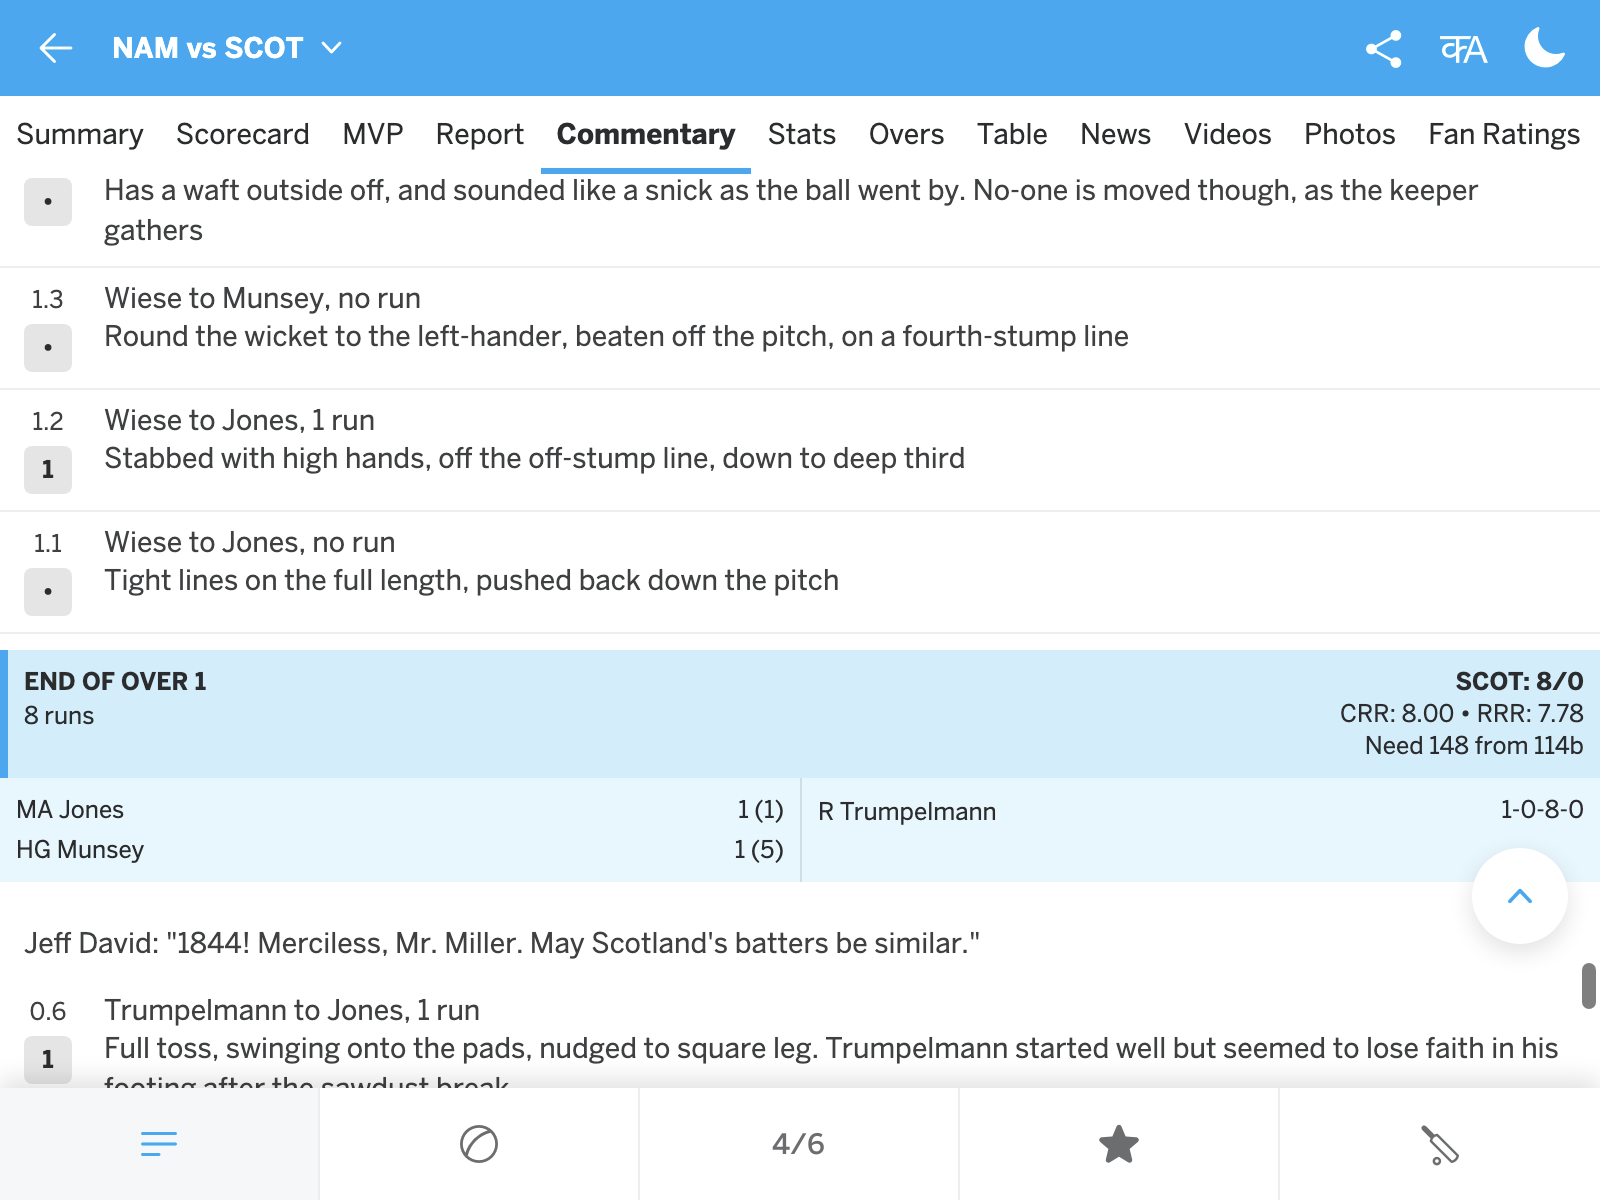 NAM vs SCOT
Summary Scorecard MVP Report Commentary Stats Overs Table News Videos Photos Fan Ratings
• Has a waft outside off, and sounded like a snick as the ball went by. No-one is moved though, as the keeper
gathers
1.3 Wiese to Munsey, no run
• Round the wicket to the left-hander, beaten off the pitch, on a fourth-stump line
1.2 Wiese to Jones, 1 run
1 Stabbed with high hands, off the off-stump line, down to deep third
1.1 Wiese to Jones, no run
• Tight lines on the full length, pushed back down the pitch
END OF OVER 1 SCOT: 8/0
8 runs CRR: 8.00 • RRR: 7.78
Need 148 from 114b
MA Jones 1 (1) R Trumpelmann 1-0-8-0
HG Munsey 1 (5)
Jeff David: "1844! Merciless, Mr. Miller. May Scotland's batters be similar."
0.6 Trumpelmann to Jones, 1 run
1 Full toss, swinging onto the pads, nudged to square leg. Trumpelmann started well but seemed to lose faith in his
footing after the sawdust break
4/6